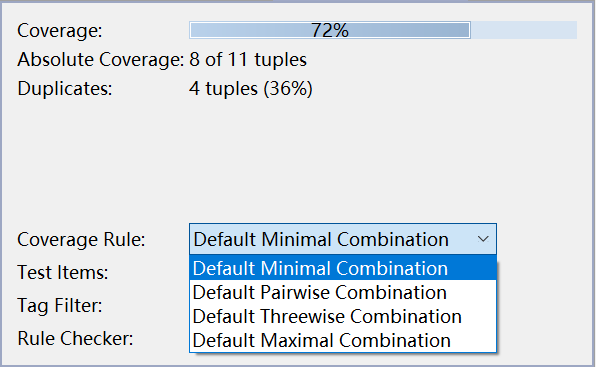 Coverage: 72%
Absolute Coverage: 8 of 11 tuples
Duplicates: 4 tuples (36%)
Coverage Rule: Default Minimal Combination
Test Items: Default Minimal Combination
Default Pairwise Combination
Tag Filter: Default Threewise Combination
Rule Checker: Default Maximal Combination